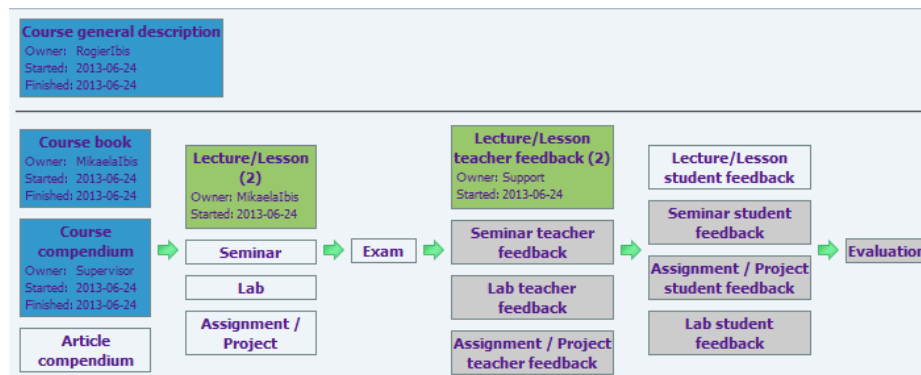 Course general description
Owner: RogierIbis
Started: 2013-06-24
Finished: 2013-06-24
Course book
Owner: MikaelaIbis
Started: 2013-06-24
Finished: 2013-06-24
Course
compendium
Owner: Supervisor
Started: 2013-06-24
Finished: 2013-06-24
Article
compendium
Lecture/Lesson
(2)
Owner: MikaelaIbis
Started: 2013-06-24
Seminar
Lab
Assignment /
Project
Exam
Lecture/Lesson
teacher feedback (2)
Owner: Support
Started: 2013-06-24
Seminar teacher
feedback
Lab teacher
feedback
Assignment / Project
teacher feedback
Lecture/Lesson
student feedback
Seminar student
feedback
Assignment / Project
student feedback
Lab student
feedback
Evaluation